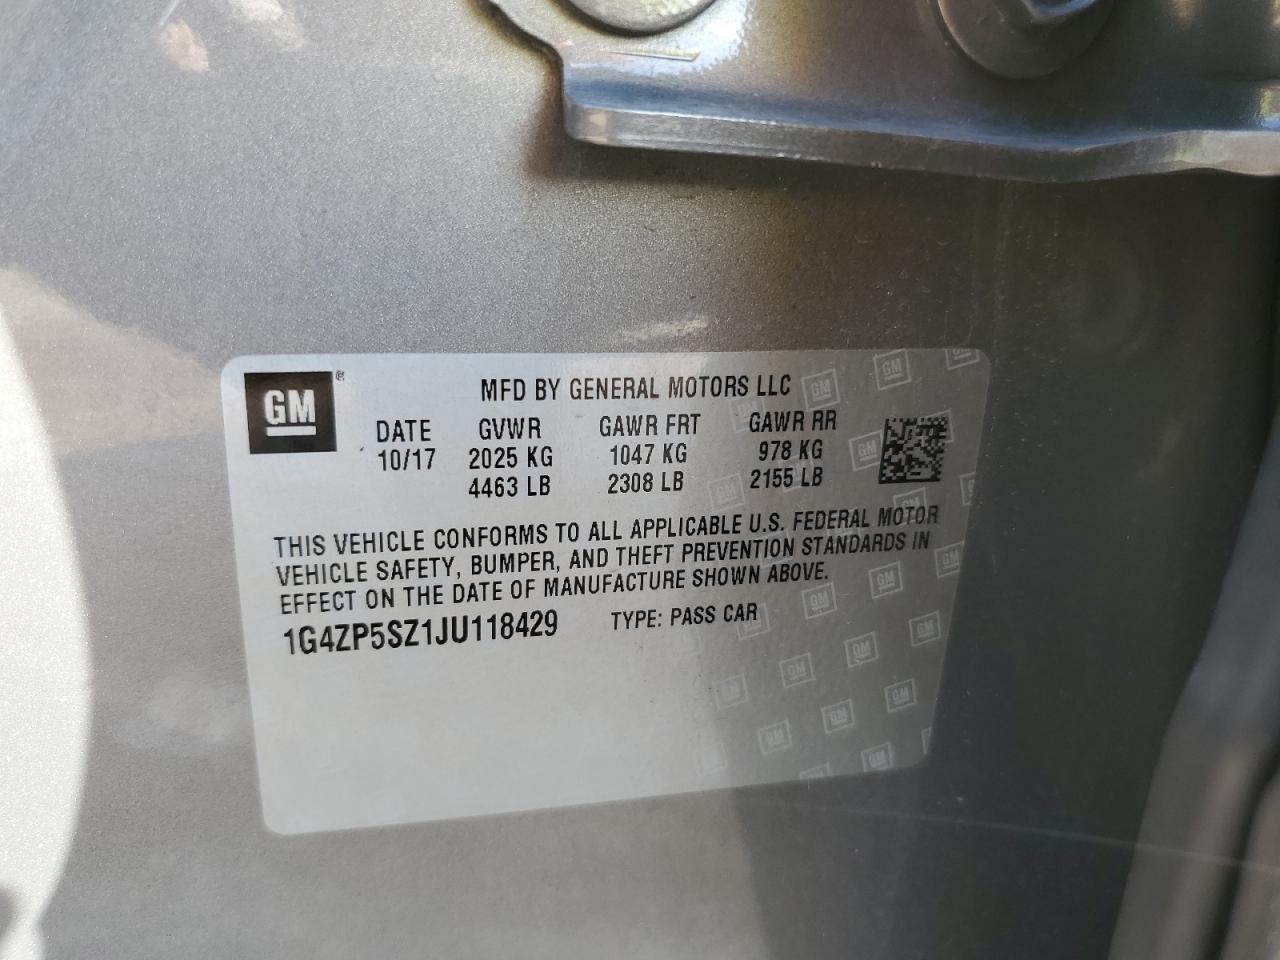 GM ®
MFD BY GENERAL MOTORS LLC
DATE GVWR GAWR FRT GAWR RR
10/17 2025 KG 1047 KG 978 KG
4463 LB 2308 LB 2155 LB
THIS VEHICLE CONFORMS TO ALL APPLICABLE U.S. FEDERAL MOTOR
VEHICLE SAFETY, BUMPER, AND THEFT PREVENTION STANDARDS IN
EFFECT ON THE DATE OF MANUFACTURE SHOWN ABOVE.
1G4ZP5SZ1JU118429 TYPE: PASS CAR